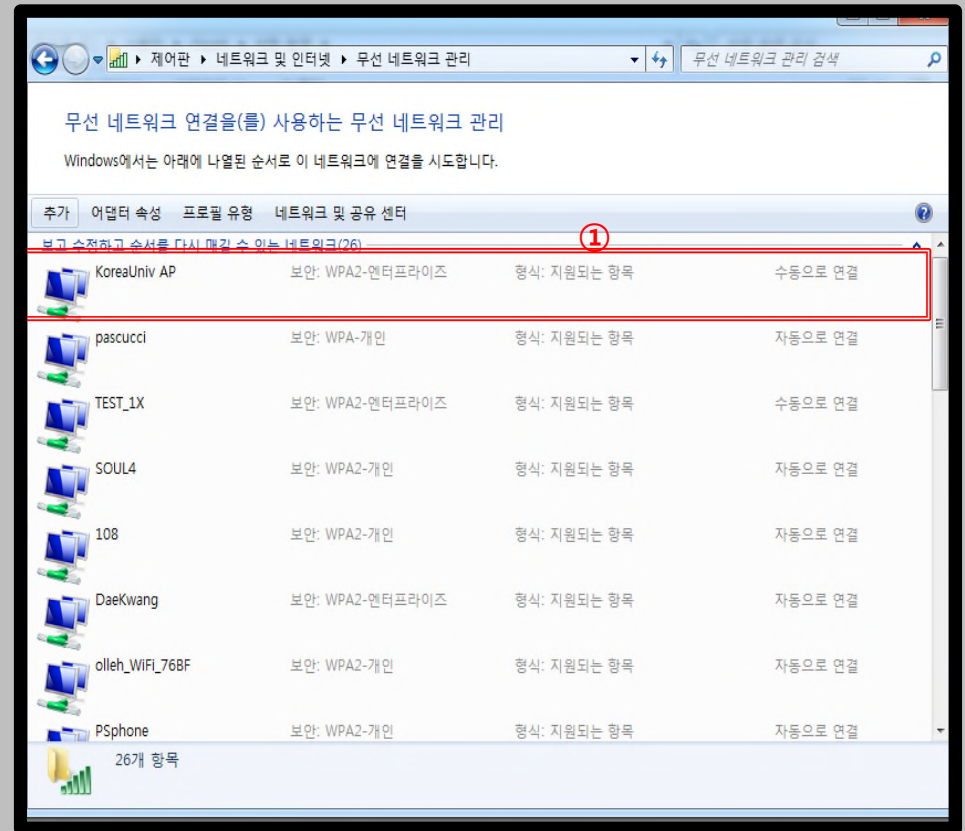 제어판 ▸ 네트워크 및 인터넷 ▸ 무선 네트워크 관리 무선 네트워크 관리 검색
무선 네트워크 연결을(를) 사용하는 무선 네트워크 관리
Windows에서는 아래에 나열된 순서로 이 네트워크에 연결을 시도합니다.
추가 어댑터 속성 프로필 유형 네트워크 및 공유 센터
①
보고 수정하고 순서를 다시 매길 수 있는 네트워크(26)
KoreaUniv AP 보안: WPA2-엔터프라이즈 형식: 지원되는 항목 수동으로 연결
pascucci 보안: WPA-개인 형식: 지원되는 항목 자동으로 연결
TEST_1X 보안: WPA2-엔터프라이즈 형식: 지원되는 항목 수동으로 연결
SOUL4 보안: WPA2-개인 형식: 지원되는 항목 자동으로 연결
108 보안: WPA2-개인 형식: 지원되는 항목 자동으로 연결
DaeKwang 보안: WPA2-엔터프라이즈 형식: 지원되는 항목 자동으로 연결
olleh_WiFi_76BF 보안: WPA2-개인 형식: 지원되는 항목 자동으로 연결
PSphone 보안: WPA2-개인 형식: 지원되는 항목 자동으로 연결
26개 항목